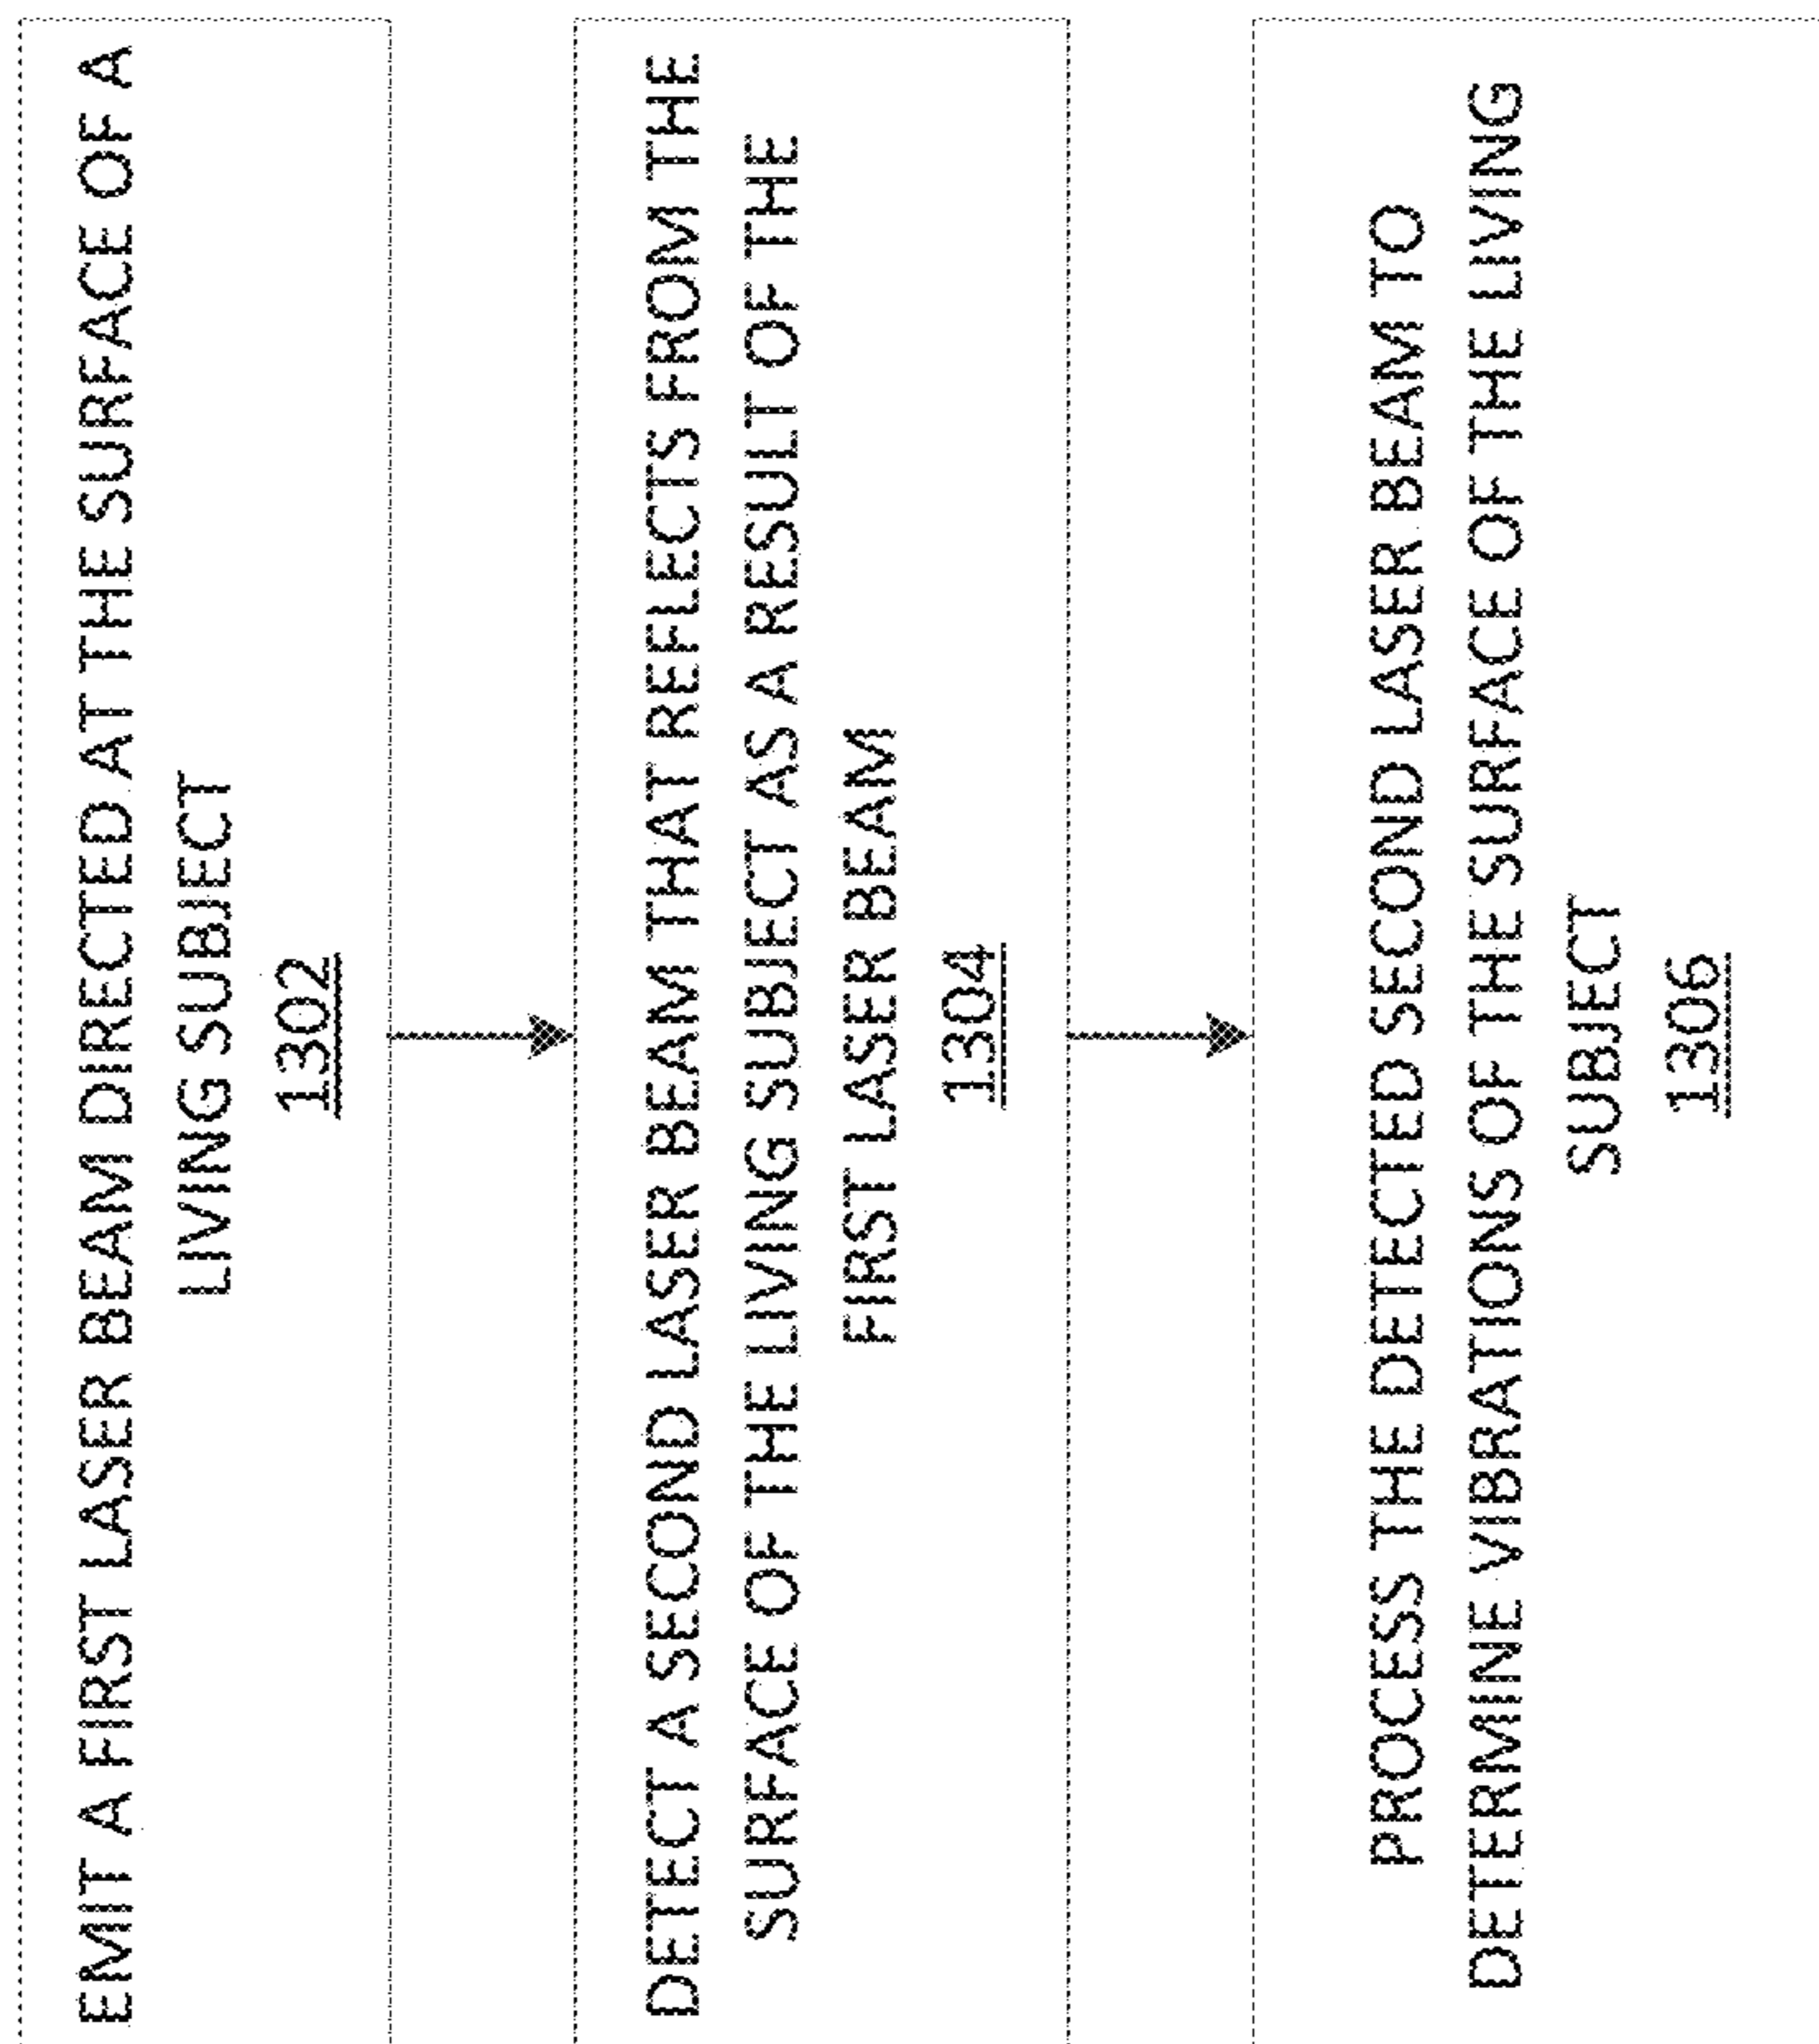 EMIT A FIRST LASER BEAM DIRECTED AT THE SURFACE OF A
LIVING SUBJECT
1302
DETECT A SECOND LASER BEAM THAT REFLECTS FROM THE
SURFACE OF THE LIVING SUBJECT AS A RESULT OF THE
FIRST LASER BEAM
1304
PROCESS THE DETECTED SECOND LASER BEAM TO
DETERMINE VIBRATIONS OF THE SURFACE OF THE LIVING
SUBJECT
1306